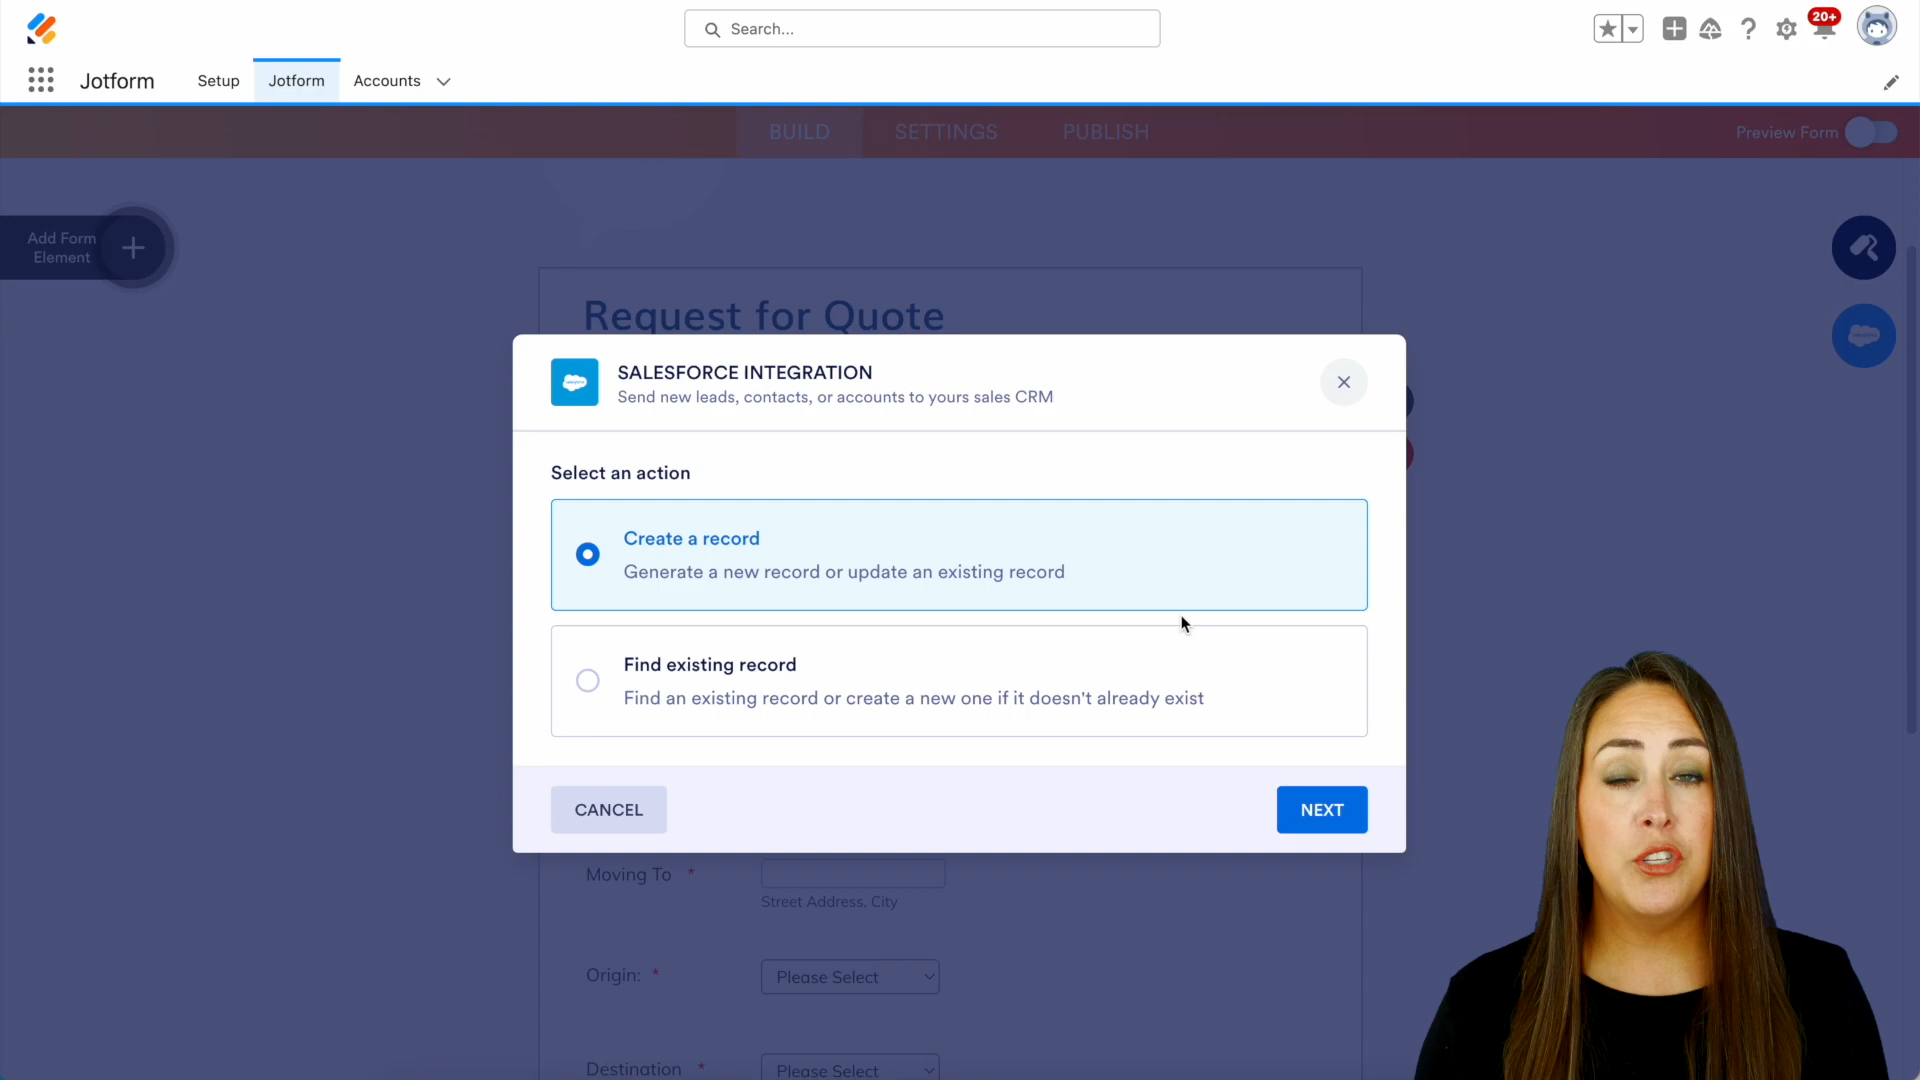 Search...
20+
Jotform
Setup
Jotform
Accounts
BUILD
SETTINGS
PUBLISH
Preview Form
Add Form
Element
Request for Quote
SALESFORCE INTEGRATION
Send new leads, contacts, or accounts to yours sales CRM
Select an action
Create a record
Generate a new record or update an existing record
Find existing record
Find an existing record or create a new one if it doesn't already exist
CANCEL
NEXT
Moving To *
Street Address, City
Origin: *
Please Select
Destination *
Please Select